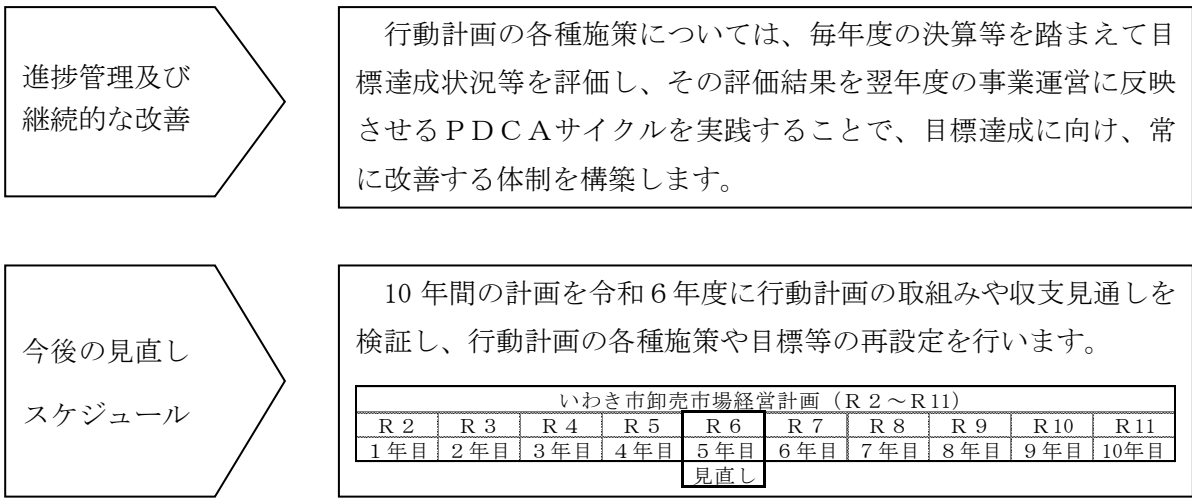 進捗管理及び
継続的な改善
行動計画の各種施策については、毎年度の決算等を踏まえて目
標達成状況等を評価し、その評価結果を翌年度の事業運営に反映
させるＰＤＣＡサイクルを実践することで、目標達成に向け、常
に改善する体制を構築します。
今後の見直し
スケジュール
10 年間の計画を令和６年度に行動計画の取組みや収支見通しを
検証し、行動計画の各種施策や目標等の再設定を行います。
いわき市卸売市場経営計画（Ｒ２～Ｒ11）
Ｒ２ Ｒ３ Ｒ４ Ｒ５ Ｒ６ Ｒ７ Ｒ８ Ｒ９ Ｒ10 Ｒ11
１年目 ２年目 ３年目 ４年目 ５年目 ６年目 ７年目 ８年目 ９年目 10年目
見直し